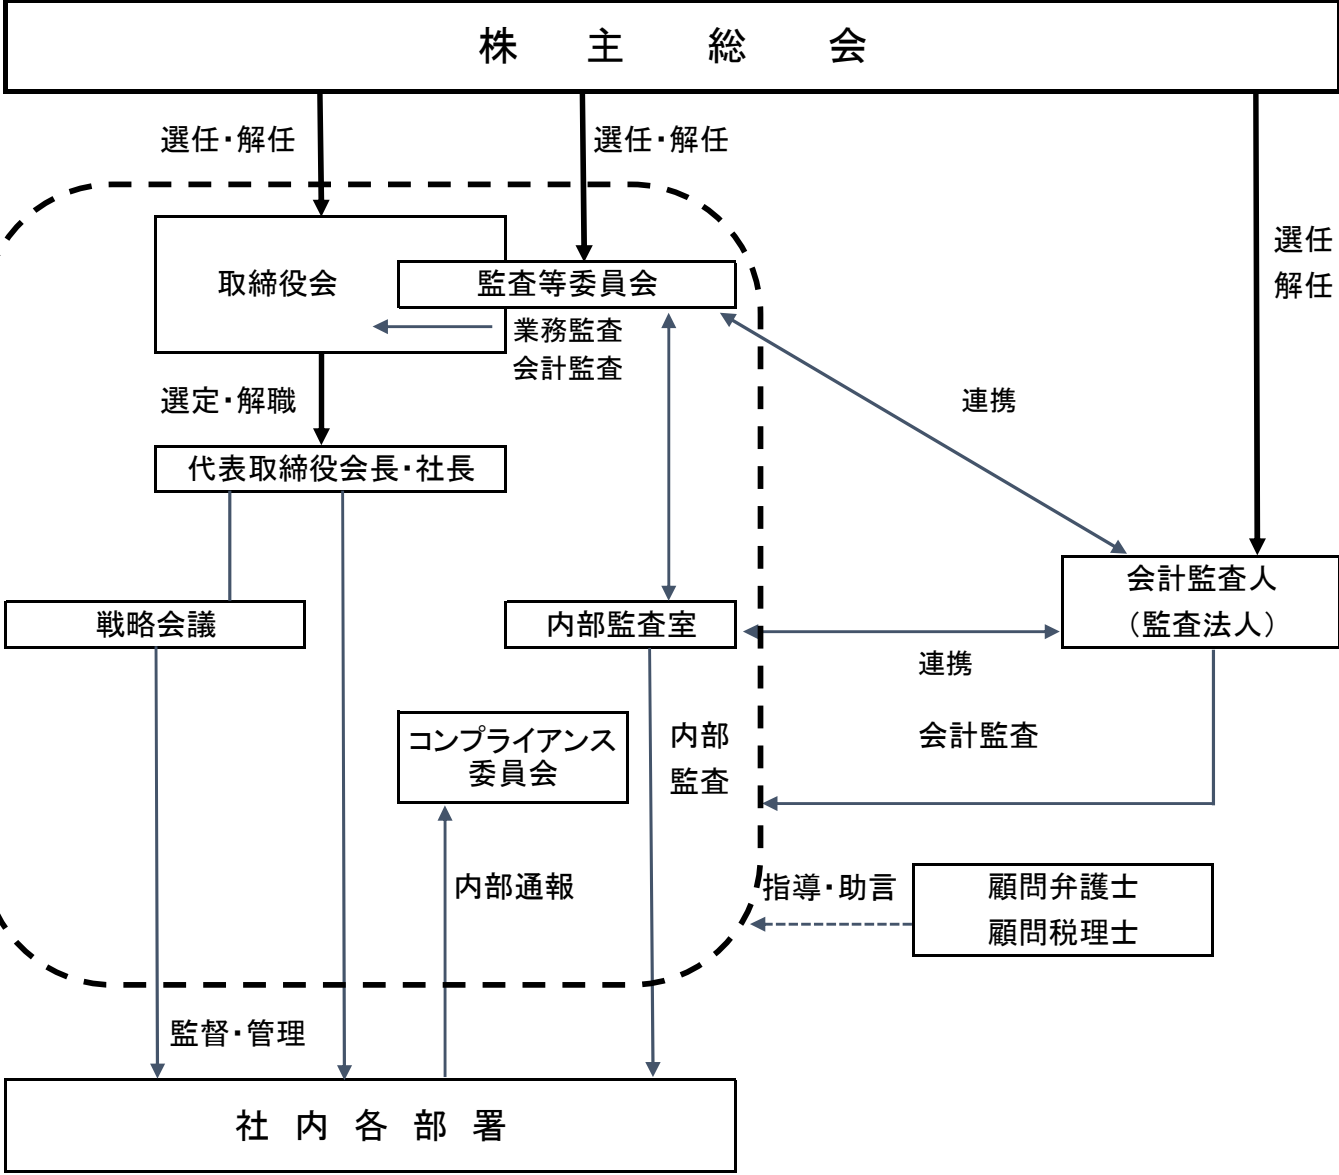 株主総会
選任・解任
選任・解任
選任
解任
取締役会
監査等委員会
業務監査
会計監査
選定・解職
連携
代表取締役会長・社長
会計監査人
（監査法人）
戦略会議
内部監査室
連携
コンプライアンス
委員会
内部
監査
会計監査
内部通報
指導・助言
顧問弁護士
顧問税理士
監督・管理
社内各部署